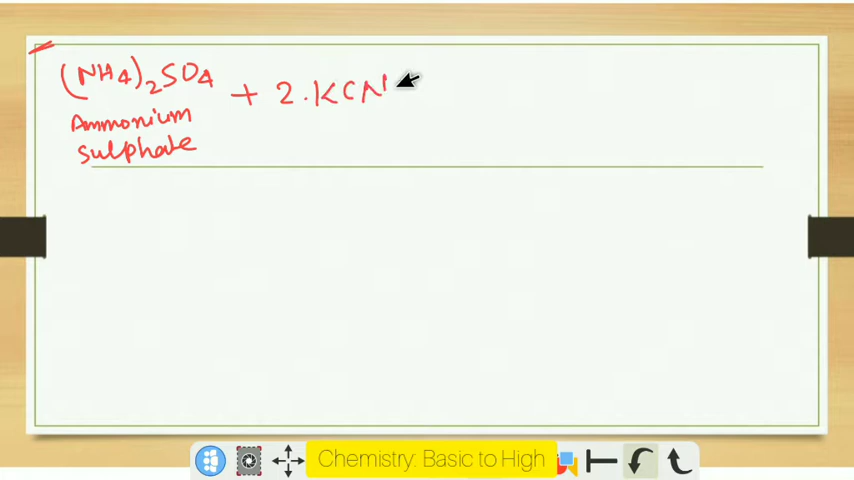 (NH4)2SO4 + 2.KCN
Ammonium
sulphate
Chemistry: Basic to High